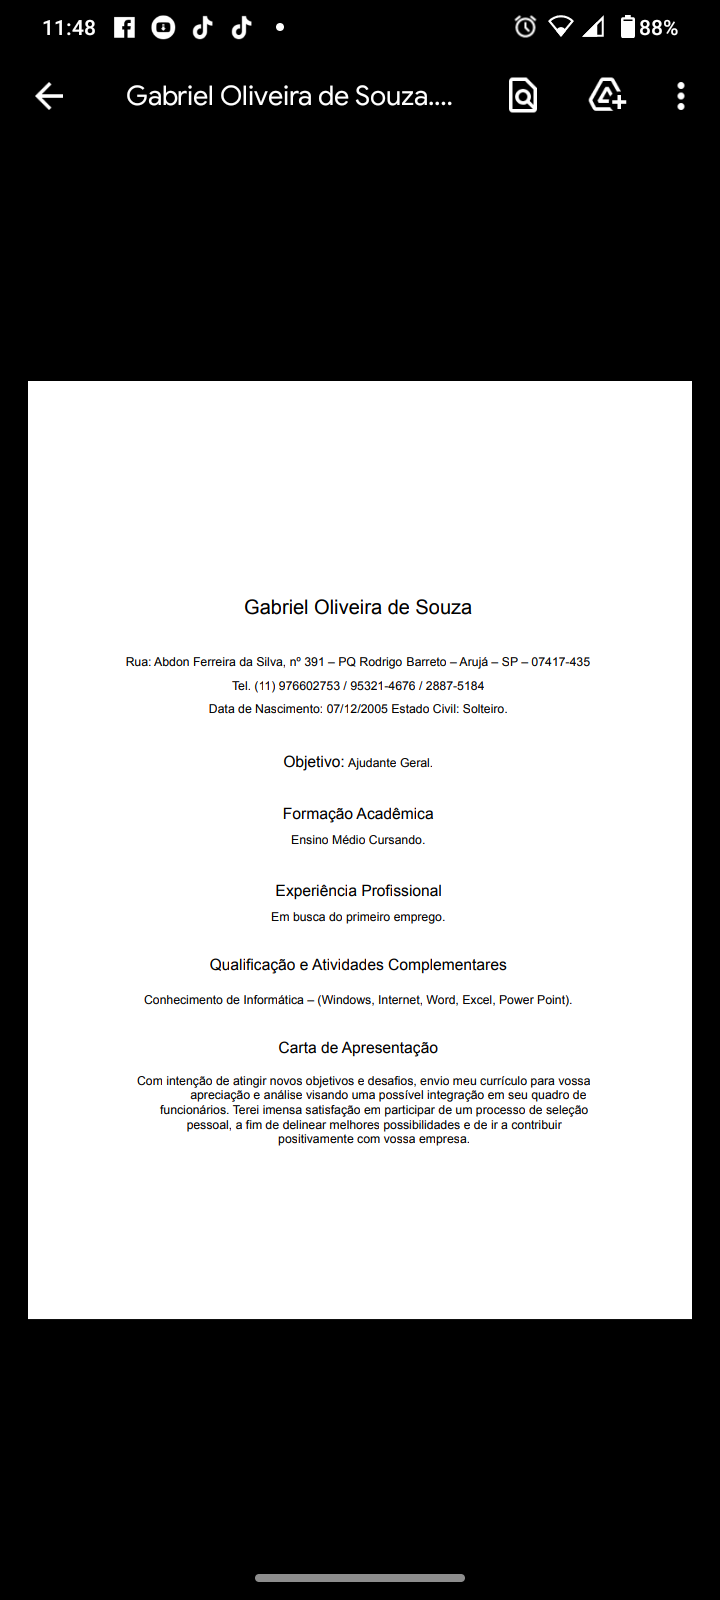 11:48
88%
Gabriel Oliveira de Souza....
Gabriel Oliveira de Souza
Rua: Abdon Ferreira da Silva, nº 391 – PQ Rodrigo Barreto – Arujá – SP – 07417-435
Tel. (11) 976602753 / 95321-4676 / 2887-5184
Data de Nascimento: 07/12/2005 Estado Civil: Solteiro.
Objetivo: Ajudante Geral.
Formação Acadêmica
Ensino Médio Cursando.
Experiência Profissional
Em busca do primeiro emprego.
Qualificação e Atividades Complementares
Conhecimento de Informática – (Windows, Internet, Word, Excel, Power Point).
Carta de Apresentação
Com intenção de atingir novos objetivos e desafios, envio meu currículo para vossa
apreciação e análise visando uma possível integração em seu quadro de
funcionários. Terei imensa satisfação em participar de um processo de seleção
pessoal, a fim de delinear melhores possibilidades e de ir a contribuir
positivamente com vossa empresa.